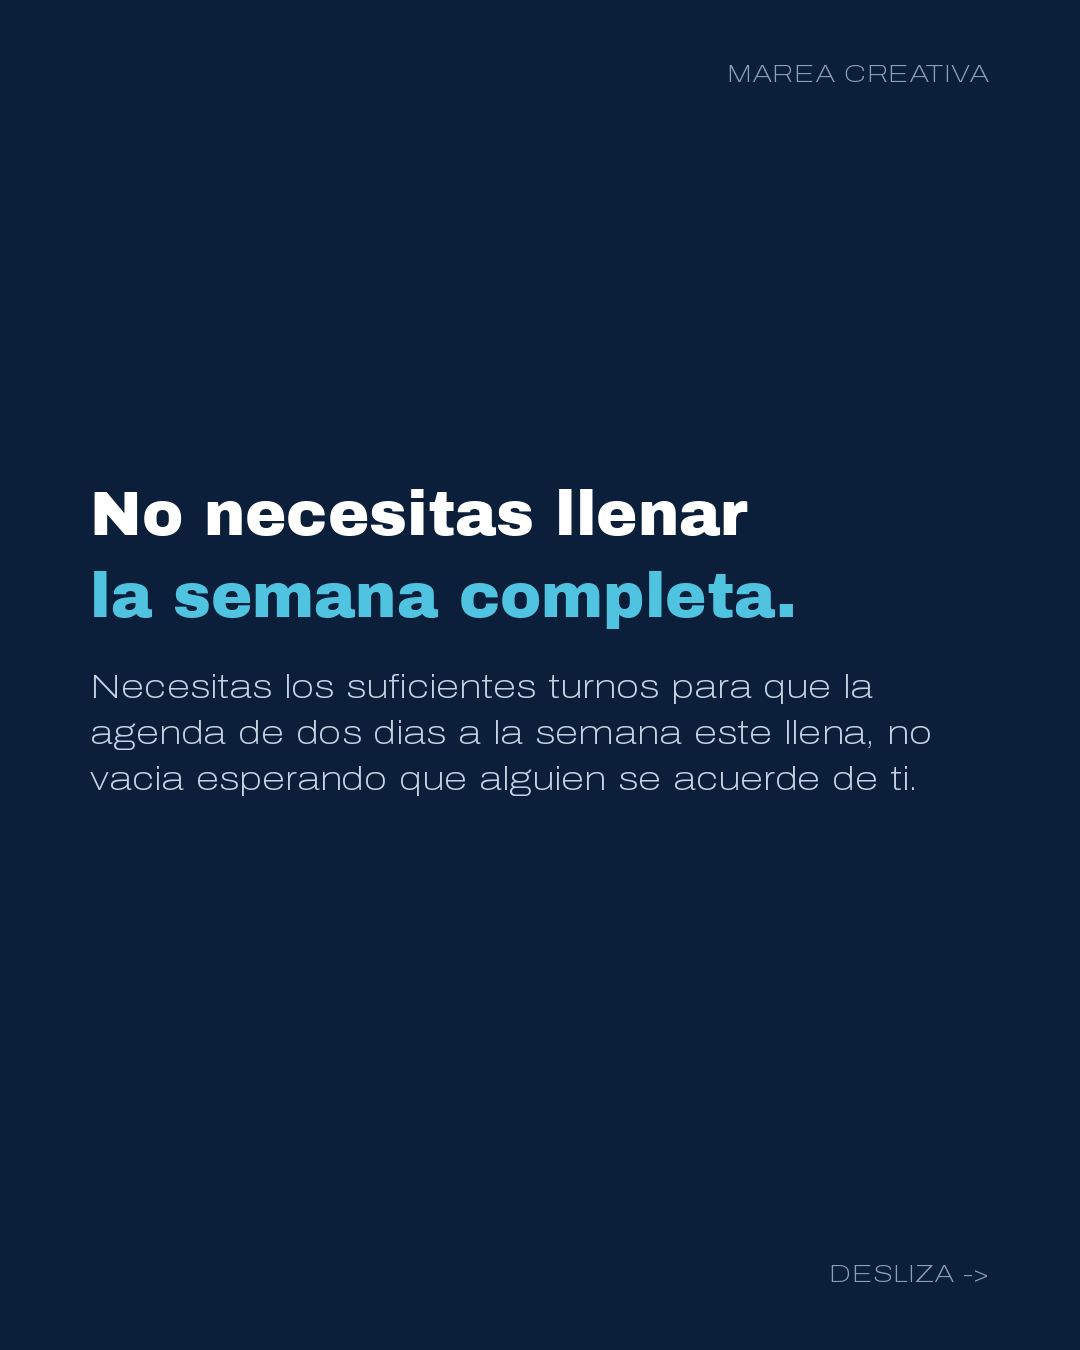 MAREA CREATIVA
No necesitas llenar
la semana completa.
Necesitas los suficientes turnos para que la
agenda de dos dias a la semana este llena, no
vacia esperando que alguien se acuerde de ti.
DESLIZA ->